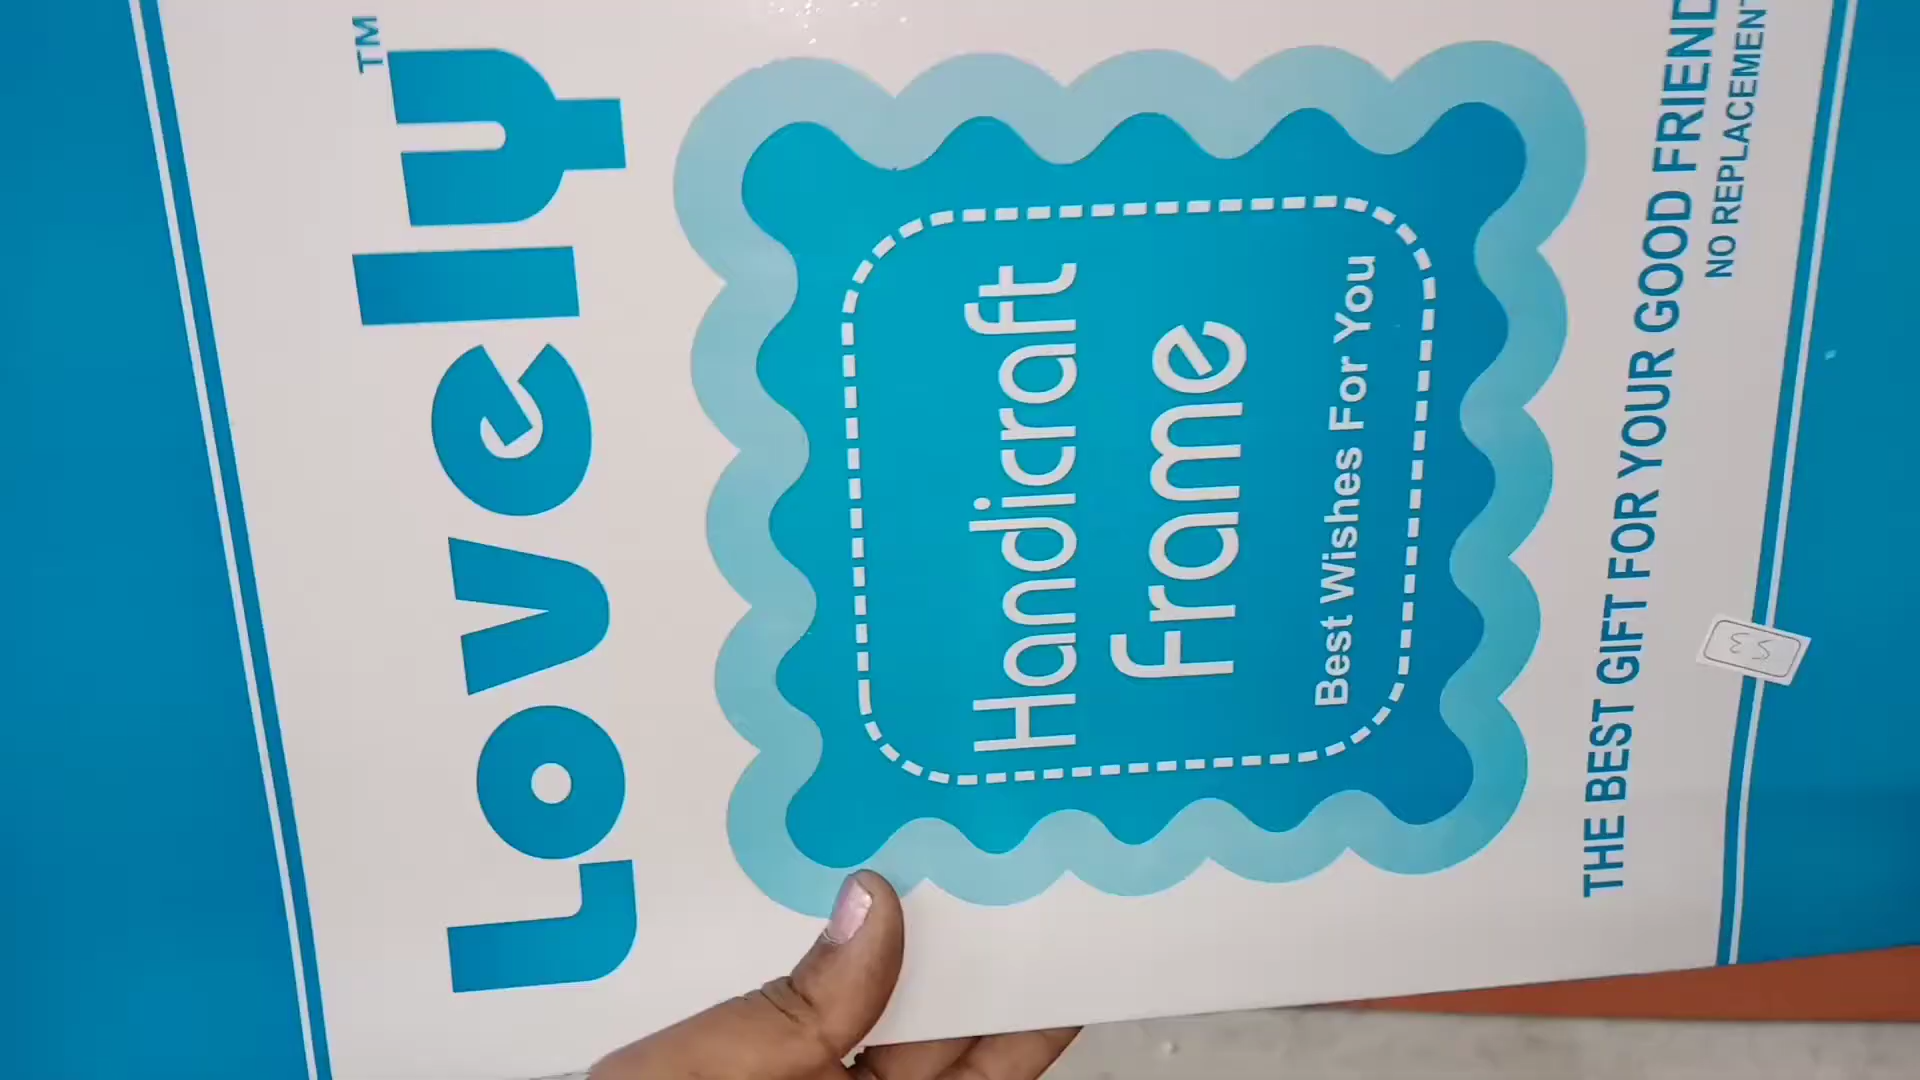 Lovely™
Handicraft
Frame
Best Wishes For You
THE BEST GIFT FOR YOUR GOOD FRIEND
NO REPLACEMENT